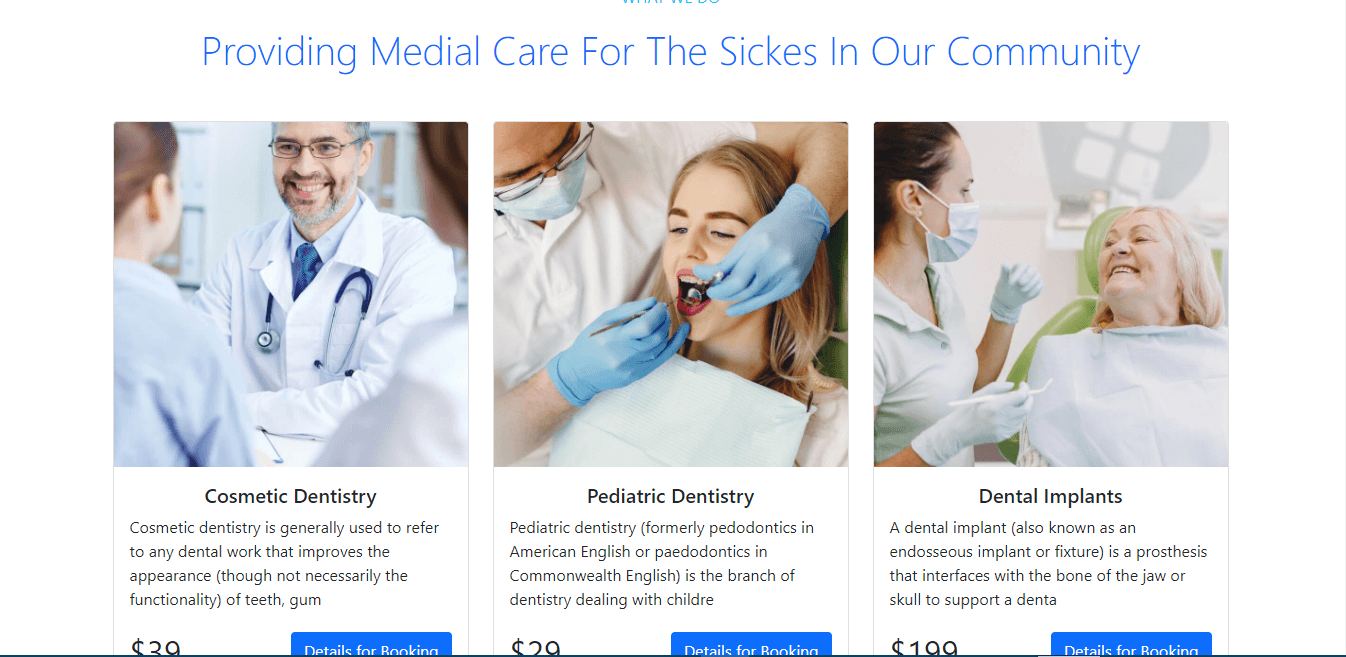 WHAT WE DO
Providing Medial Care For The Sickes In Our Community
Cosmetic Dentistry
Cosmetic dentistry is generally used to refer
to any dental work that improves the
appearance (though not necessarily the
functionality) of teeth, gum
$39
Details for Booking
Pediatric Dentistry
Pediatric dentistry (formerly pedodontics in
American English or paedodontics in
Commonwealth English) is the branch of
dentistry dealing with childre
$29
Details for Booking
Dental Implants
A dental implant (also known as an
endosseous implant or fixture) is a prosthesis
that interfaces with the bone of the jaw or
skull to support a denta
$199
Details for Booking